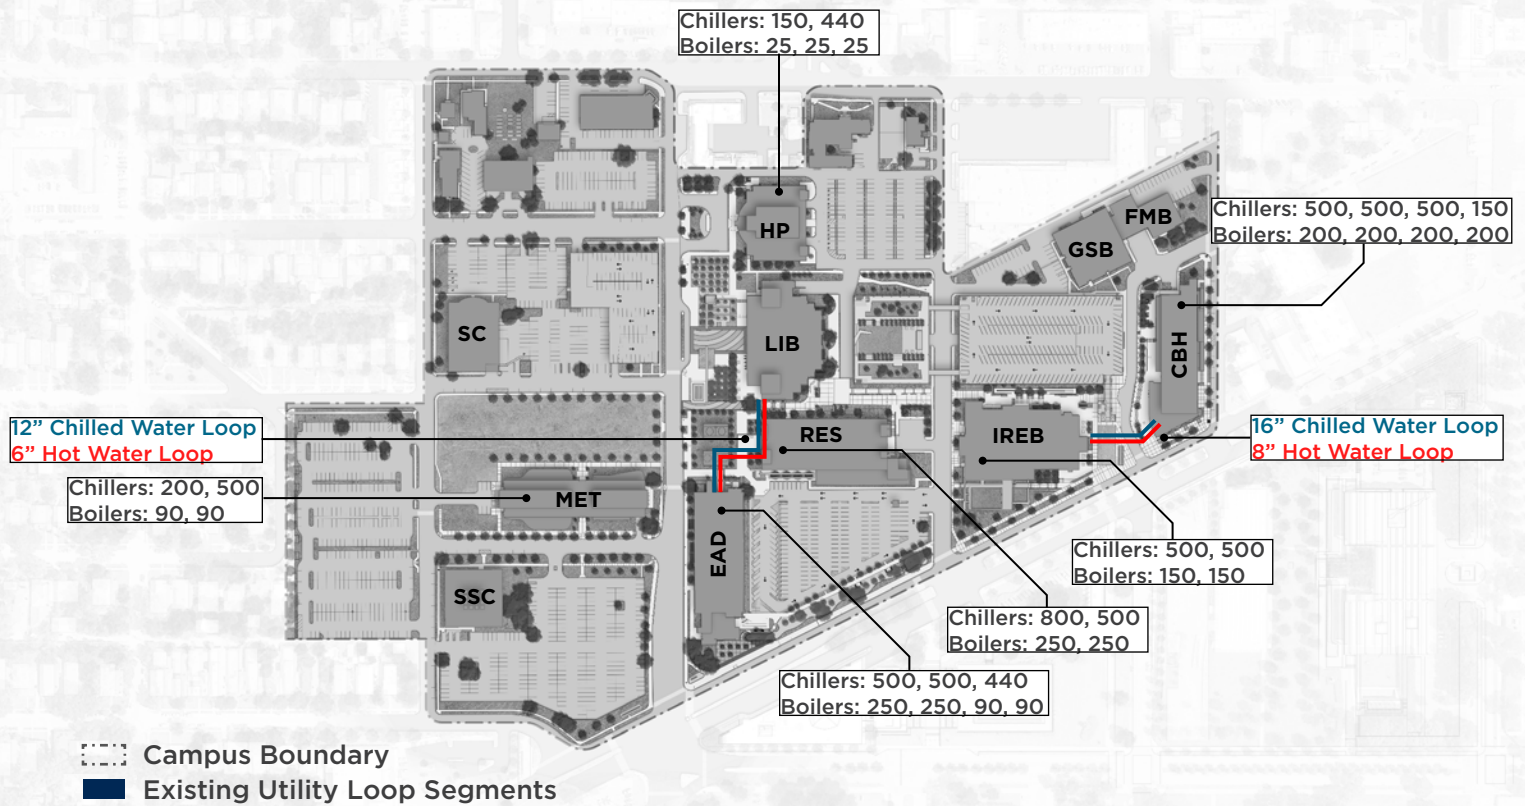 Chillers: 150, 440
Boilers: 25, 25, 25
FMB
Chillers: 500, 500, 500, 150
Boilers: 200, 200, 200, 200
HP
GSB
SC
LIB
CBH
12” Chilled Water Loop
6” Hot Water Loop
RES
IREB
16” Chilled Water Loop
8” Hot Water Loop
Chillers: 200, 500
Boilers: 90, 90
MET
EAD
Chillers: 500, 500
Boilers: 150, 150
SSC
Chillers: 800, 500
Boilers: 250, 250
Chillers: 500, 500, 440
Boilers: 250, 250, 90, 90
Campus Boundary
Existing Utility Loop Segments